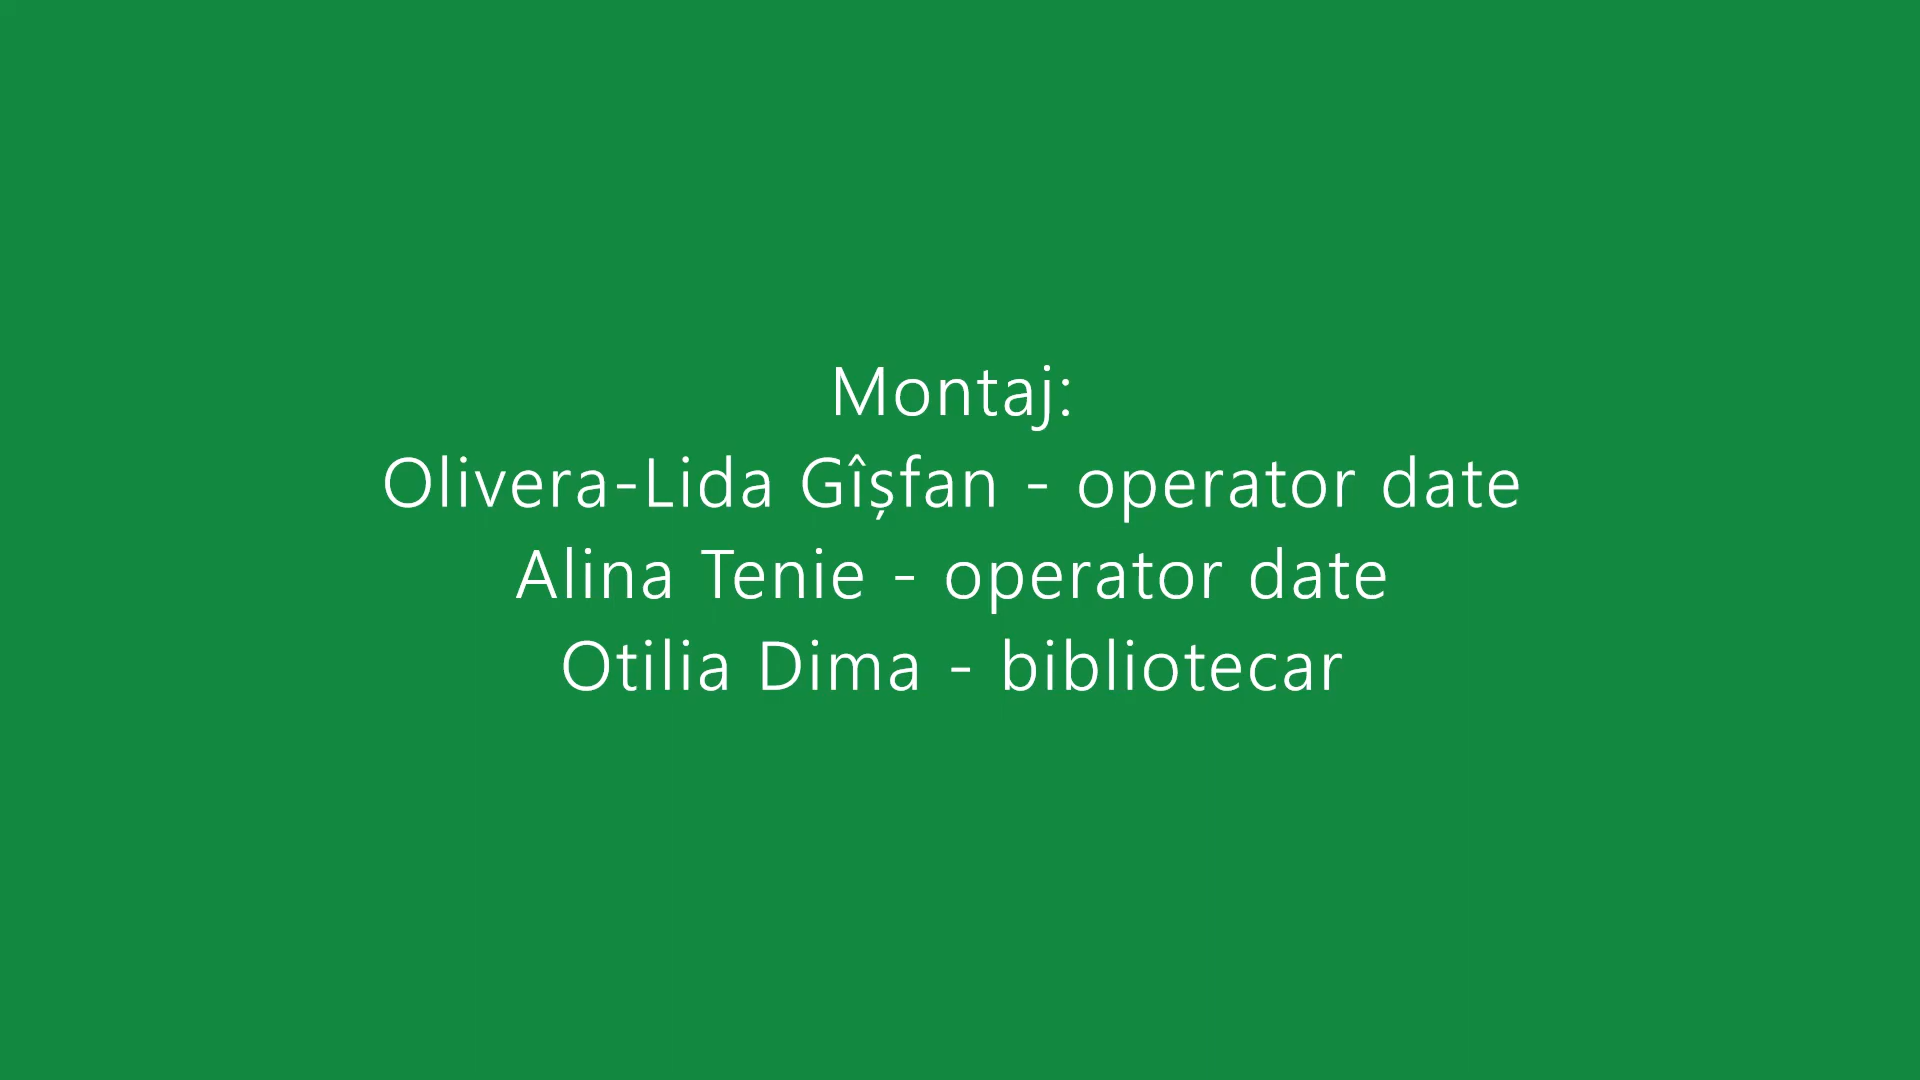 Montaj:
Olivera-Lida Gîșfan - operator date
Alina Tenie - operator date
Otilia Dima - bibliotecar